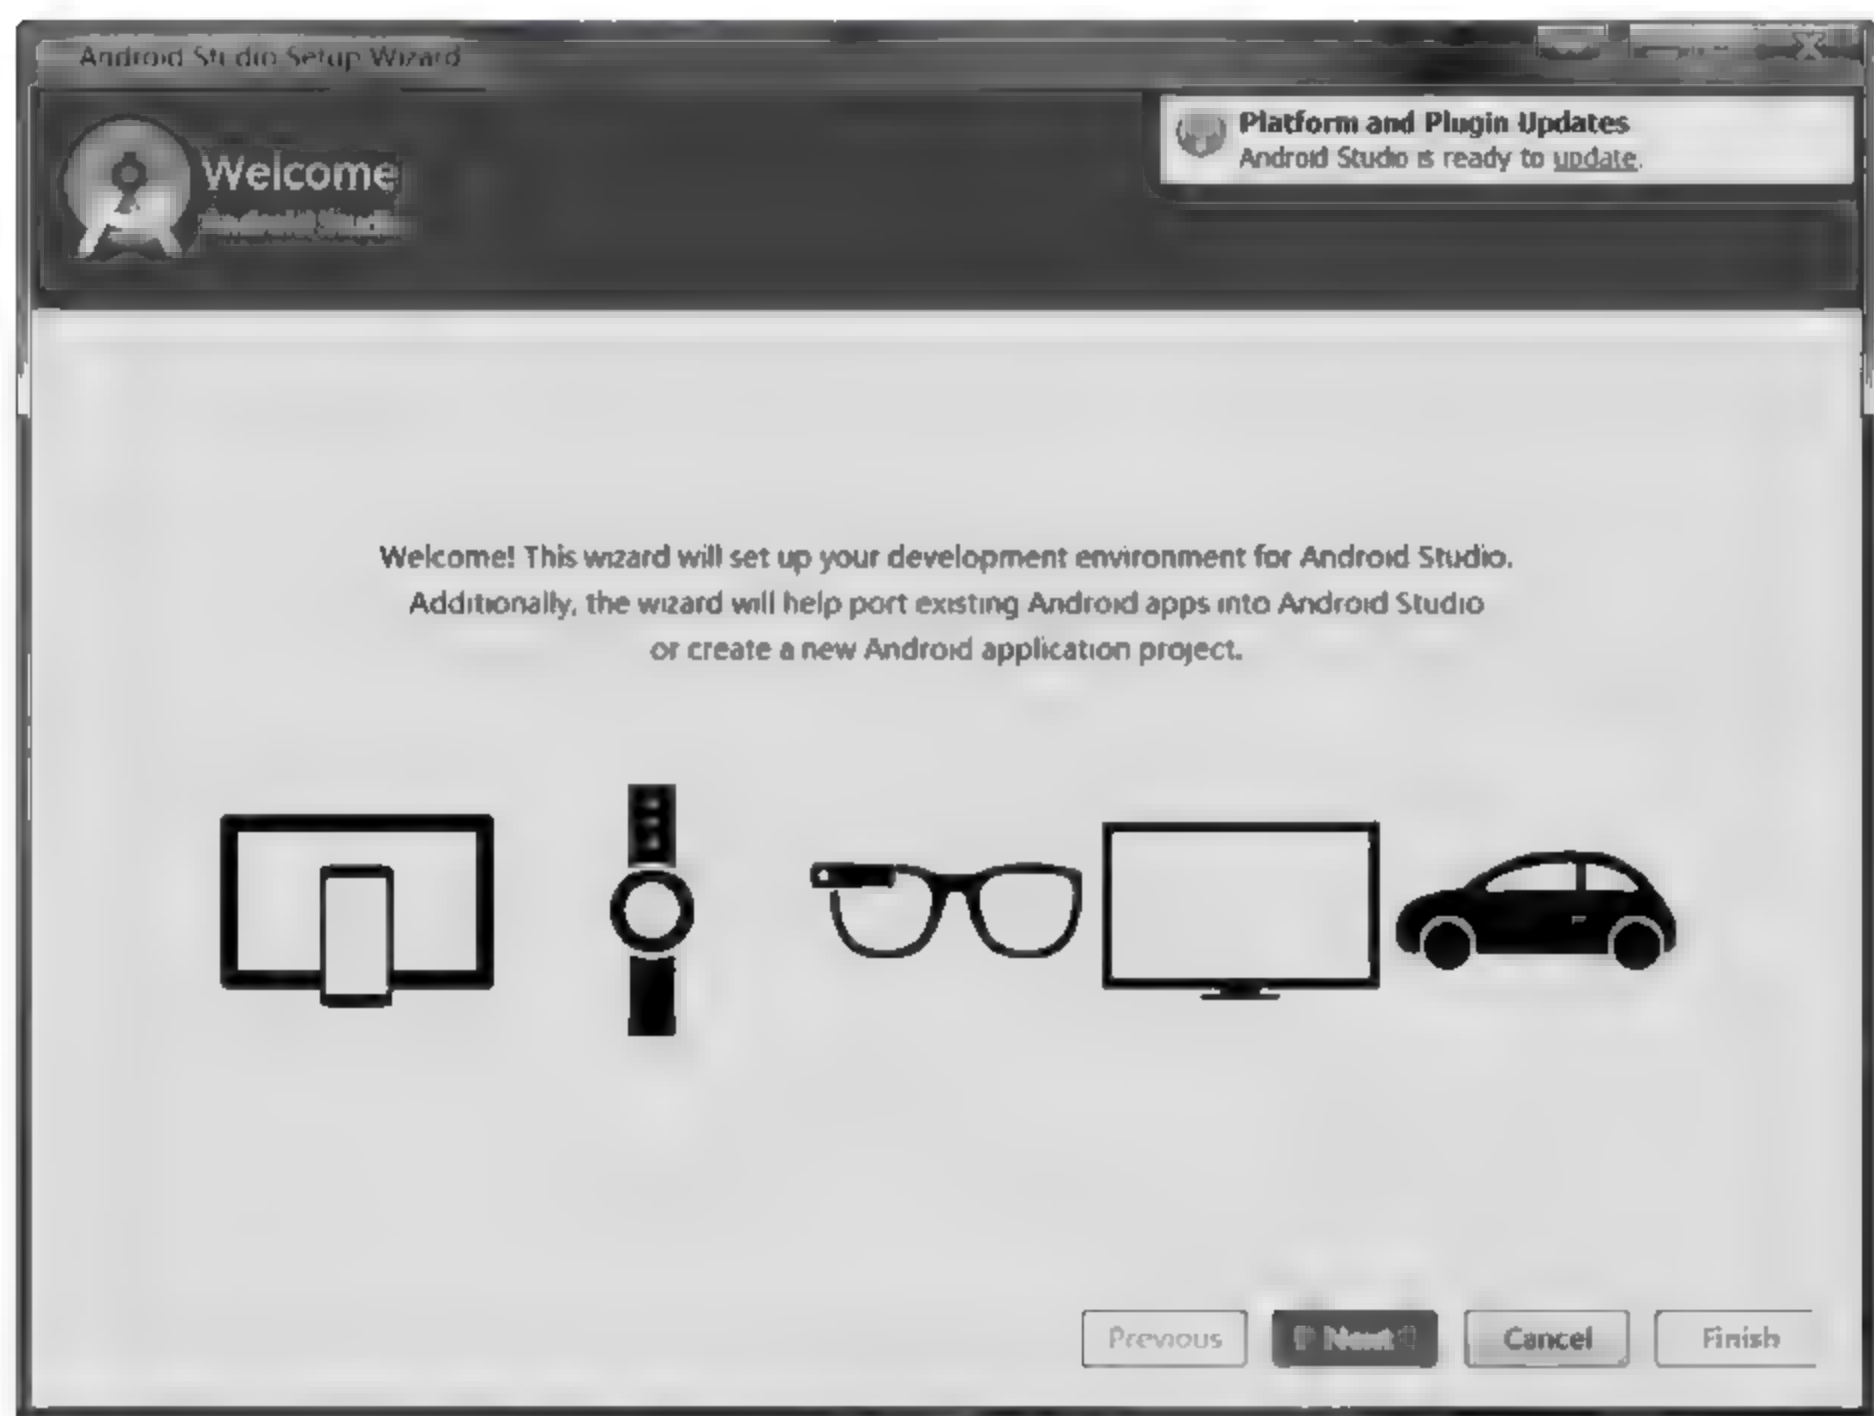 Android Studio Setup Wizard
Platform and Plugin Updates
Android Studio is ready to update.
Welcome
Android Studio
Welcome! This wizard will set up your development environment for Android Studio.
Additionally, the wizard will help port existing Android apps into Android Studio
or create a new Android application project.
Previous
Next
Cancel
Finish